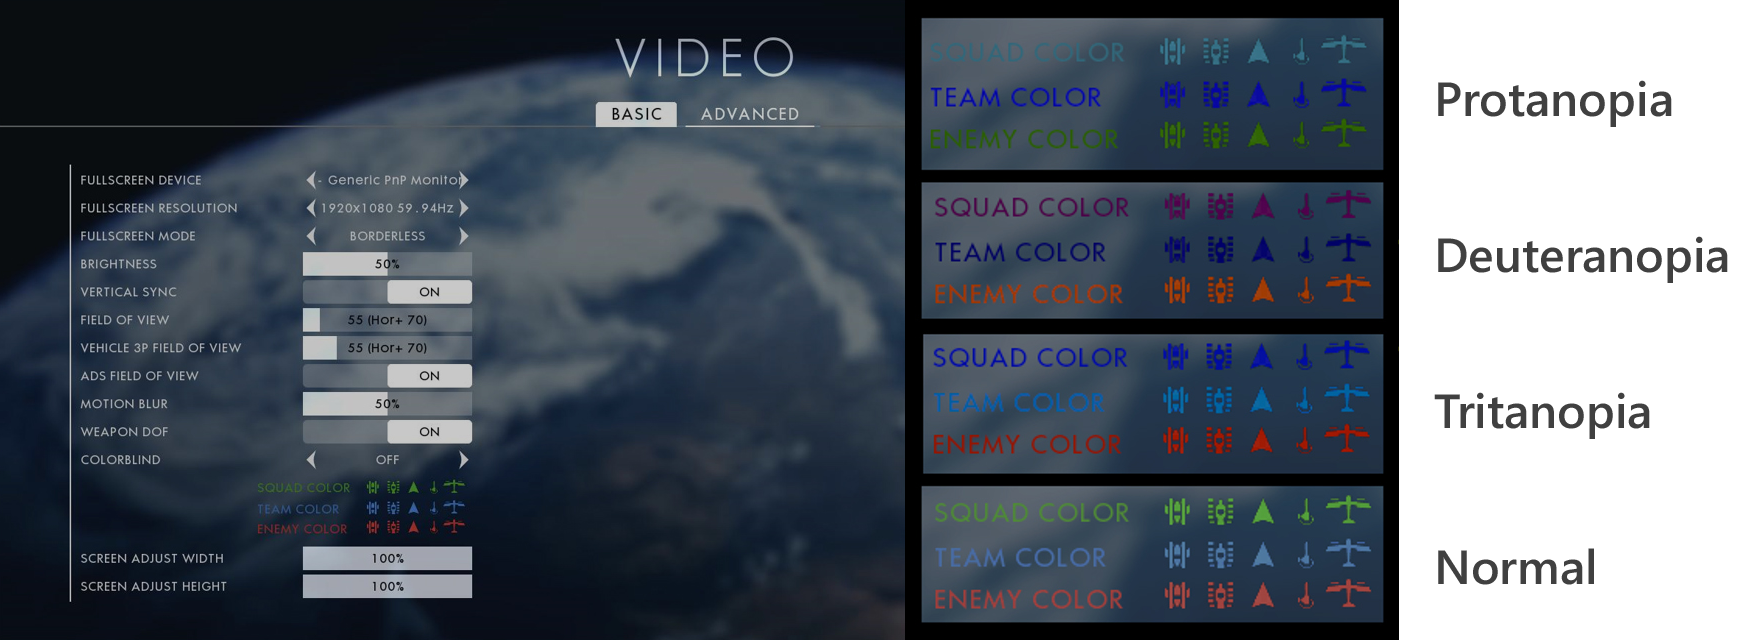 VIDEO
BASIC ADVANCED
FULLSCREEN DEVICE - Generic PnP Monitor
FULLSCREEN RESOLUTION 1920x1080 59.94Hz
FULLSCREEN MODE BORDERLESS
BRIGHTNESS 50%
VERTICAL SYNC ON
FIELD OF VIEW 55 (Hor+ 70)
VEHICLE 3P FIELD OF VIEW 55 (Hor+ 70)
ADS FIELD OF VIEW ON
MOTION BLUR 50%
WEAPON DOF ON
COLORBLIND OFF
SQUAD COLOR
TEAM COLOR
ENEMY COLOR
SCREEN ADJUST WIDTH 100%
SCREEN ADJUST HEIGHT 100%
SQUAD COLOR
TEAM COLOR
ENEMY COLOR
Protanopia
SQUAD COLOR
TEAM COLOR
ENEMY COLOR
Deuteranopia
SQUAD COLOR
TEAM COLOR
ENEMY COLOR
Tritanopia
SQUAD COLOR
TEAM COLOR
ENEMY COLOR
Normal